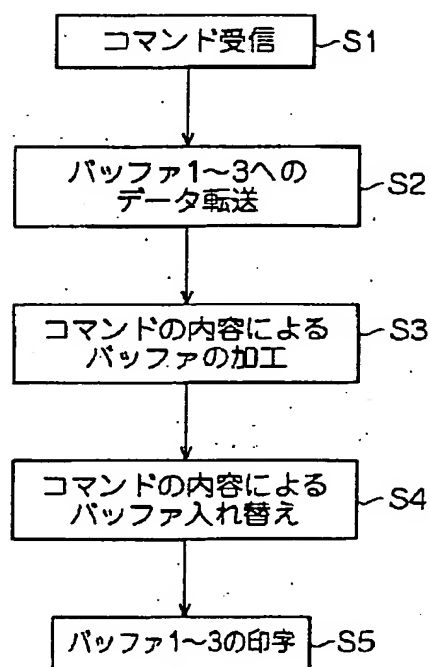 コマンド受信
S1
バッファ1～3への
データ転送
S2
コマンドの内容による
バッファの加工
S3
コマンドの内容による
バッファ入れ替え
S4
バッファ1～3の印字
S5